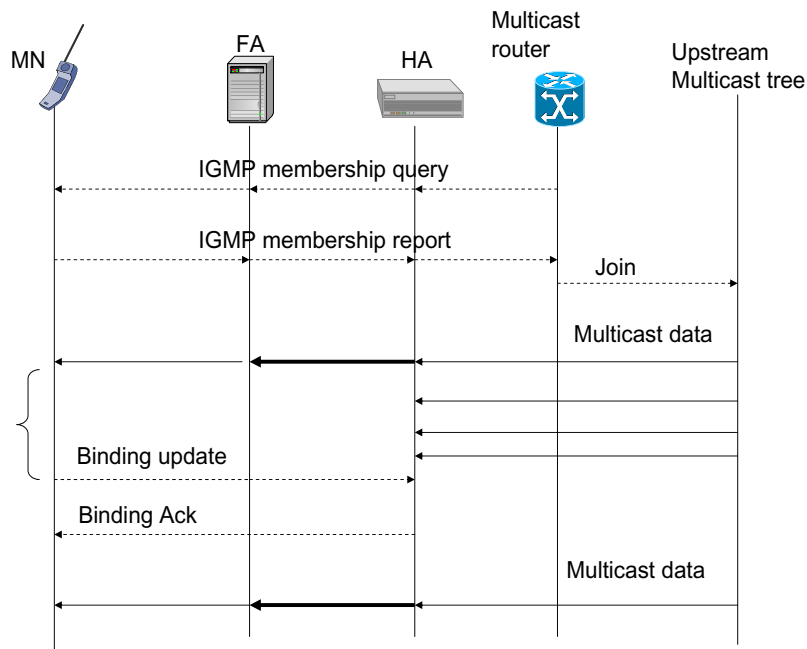 MN
FA
HA
Multicast
router
Upstream
Multicast tree
IGMP membership query
IGMP membership report
Join
Multicast data
Binding update
Binding Ack
Multicast data